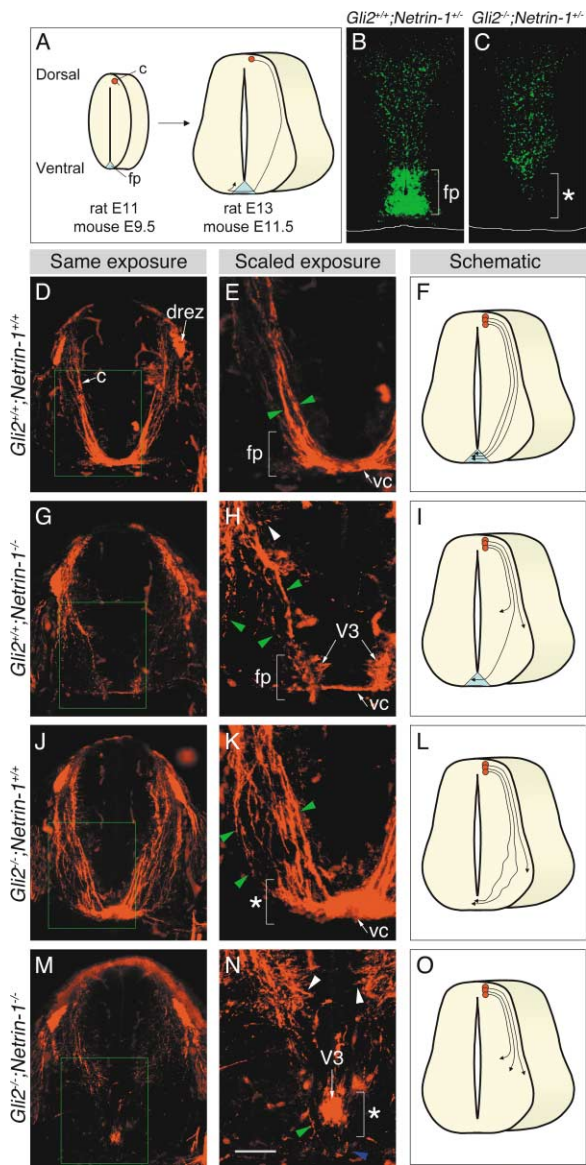 Gli2+/+;Netrin-1+/- Gli2-/-;Netrin-1+/-
A B C
Dorsal
c
Ventral
fp
rat E11
mouse E9.5
rat E13
mouse E11.5
fp
*
Same exposure Scaled exposure Schematic
Gli2+/+;Netrin-1+/+
D E F
drez
c
fp
vc
Gli2+/+;Netrin-1-/-
G H I
V3
fp
vc
Gli2-/-;Netrin-1+/+
J K L
*
vc
Gli2-/-;Netrin-1-/-
M N O
V3
*